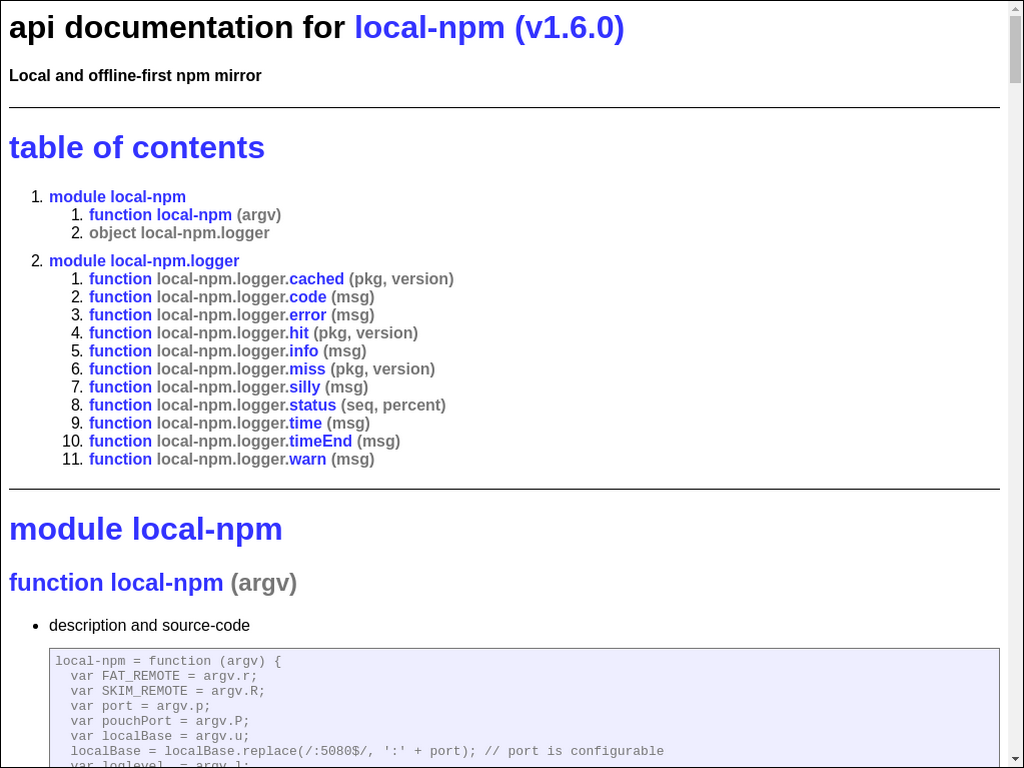 api documentation for local-npm (v1.6.0)
Local and offline-first npm mirror
table of contents
1. module local-npm
1. function local-npm (argv)
2. object local-npm.logger
2. module local-npm.logger
1. function local-npm.logger.cached (pkg, version)
2. function local-npm.logger.code (msg)
3. function local-npm.logger.error (msg)
4. function local-npm.logger.hit (pkg, version)
5. function local-npm.logger.info (msg)
6. function local-npm.logger.miss (pkg, version)
7. function local-npm.logger.silly (msg)
8. function local-npm.logger.status (seq, percent)
9. function local-npm.logger.time (msg)
10. function local-npm.logger.timeEnd (msg)
11. function local-npm.logger.warn (msg)
module local-npm
function local-npm (argv)
• description and source-code
local-npm = function (argv) {
  var FAT_REMOTE = argv.r;
  var SKIM_REMOTE = argv.R;
  var port = argv.p;
  var pouchPort = argv.P;
  var localBase = argv.u;
  localBase = localBase.replace(/:5080$/, ':' + port); // port is configurable
  var loglevel  = argv.l;